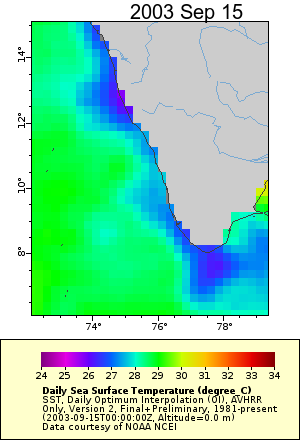 2003 Sep 15
14°
12°
10°
8°
74°
76°
78°
24 25 26 27 28 29 30 31 32 33 34
Daily Sea Surface Temperature (degree_C)
SST, Daily Optimum Interpolation (OI), AVHRR
Only, Version 2, Final+Preliminary, 1981-present
(2003-09-15T00:00:00Z, Altitude=0.0 m)
Data courtesy of NOAA NCEI